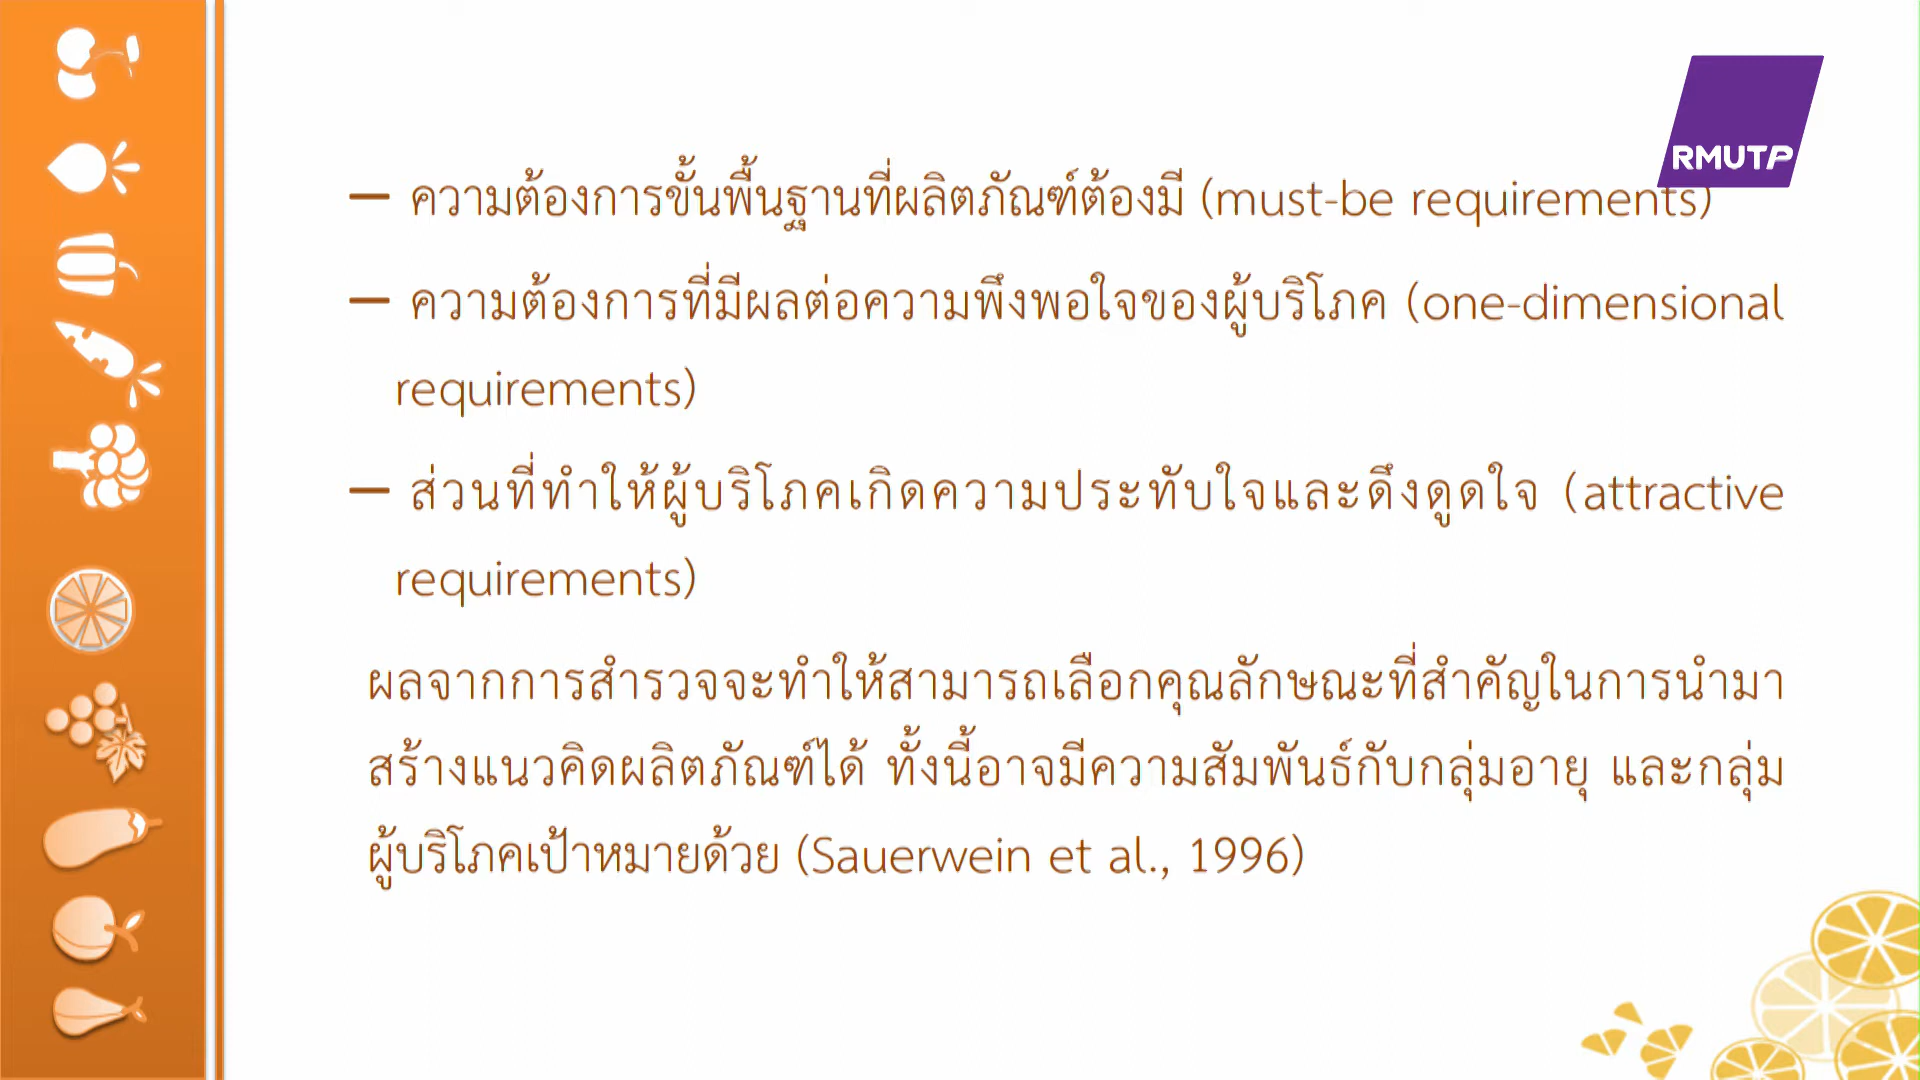 RMUTP
– ความต้องการขั้นพื้นฐานที่ผลิตภัณฑ์ต้องมี (must-be requirements)
– ความต้องการที่มีผลต่อความพึงพอใจของผู้บริโภค (one-dimensional
requirements)
– ส่วนที่ทำให้ผู้บริโภคเกิดความประทับใจและดึงดูดใจ (attractive
requirements)
ผลจากการสำรวจจะทำให้สามารถเลือกคุณลักษณะที่สำคัญในการนำมา
สร้างแนวคิดผลิตภัณฑ์ได้ ทั้งนี้อาจมีความสัมพันธ์กับกลุ่มอายุ และกลุ่ม
ผู้บริโภคเป้าหมายด้วย (Sauerwein et al., 1996)